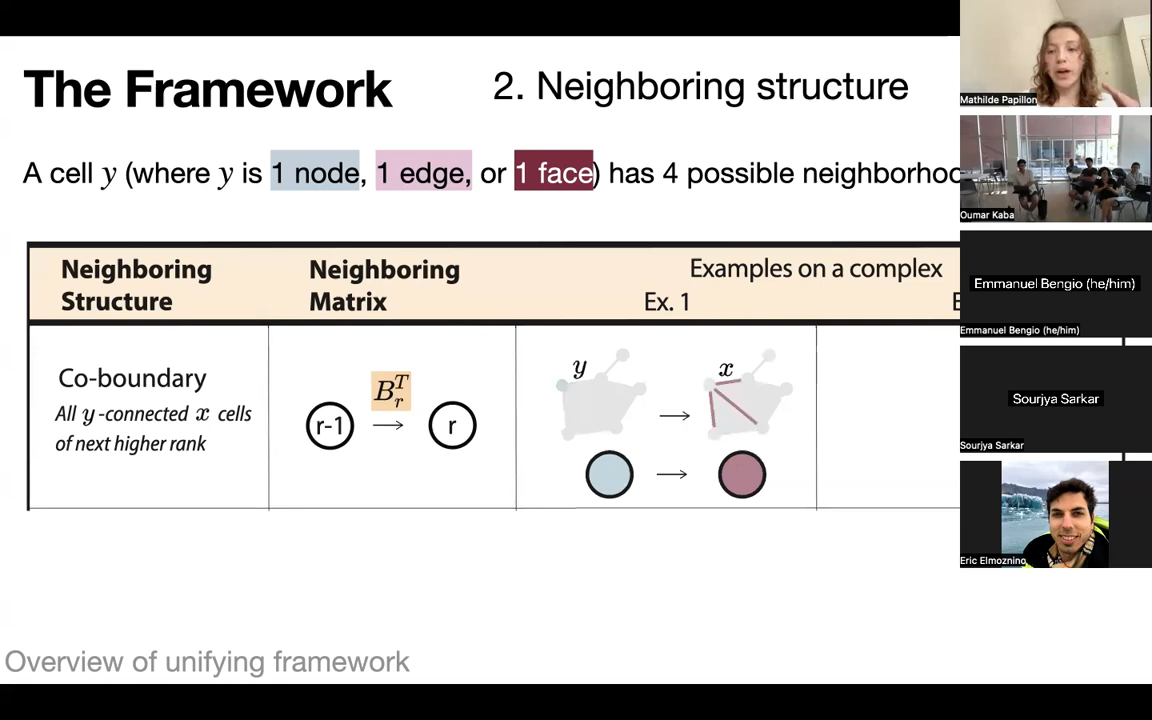 The Framework
2. Neighboring structure
A cell y (where y is 1 node, 1 edge, or 1 face) has 4 possible neighborhoo
Neighboring
Structure
Neighboring
Matrix
Examples on a complex
Ex. 1
E
Co-boundary
All y-connected x cells
of next higher rank
B_r^T
r-1 → r
y
→
x
→
Overview of unifying framework
Mathilde Papillon
Oumar Kaba
Emmanuel Bengio (he/him)
Emmanuel Bengio (he/him)
Sourjya Sarkar
Sourjya Sarkar
Eric Elmoznino